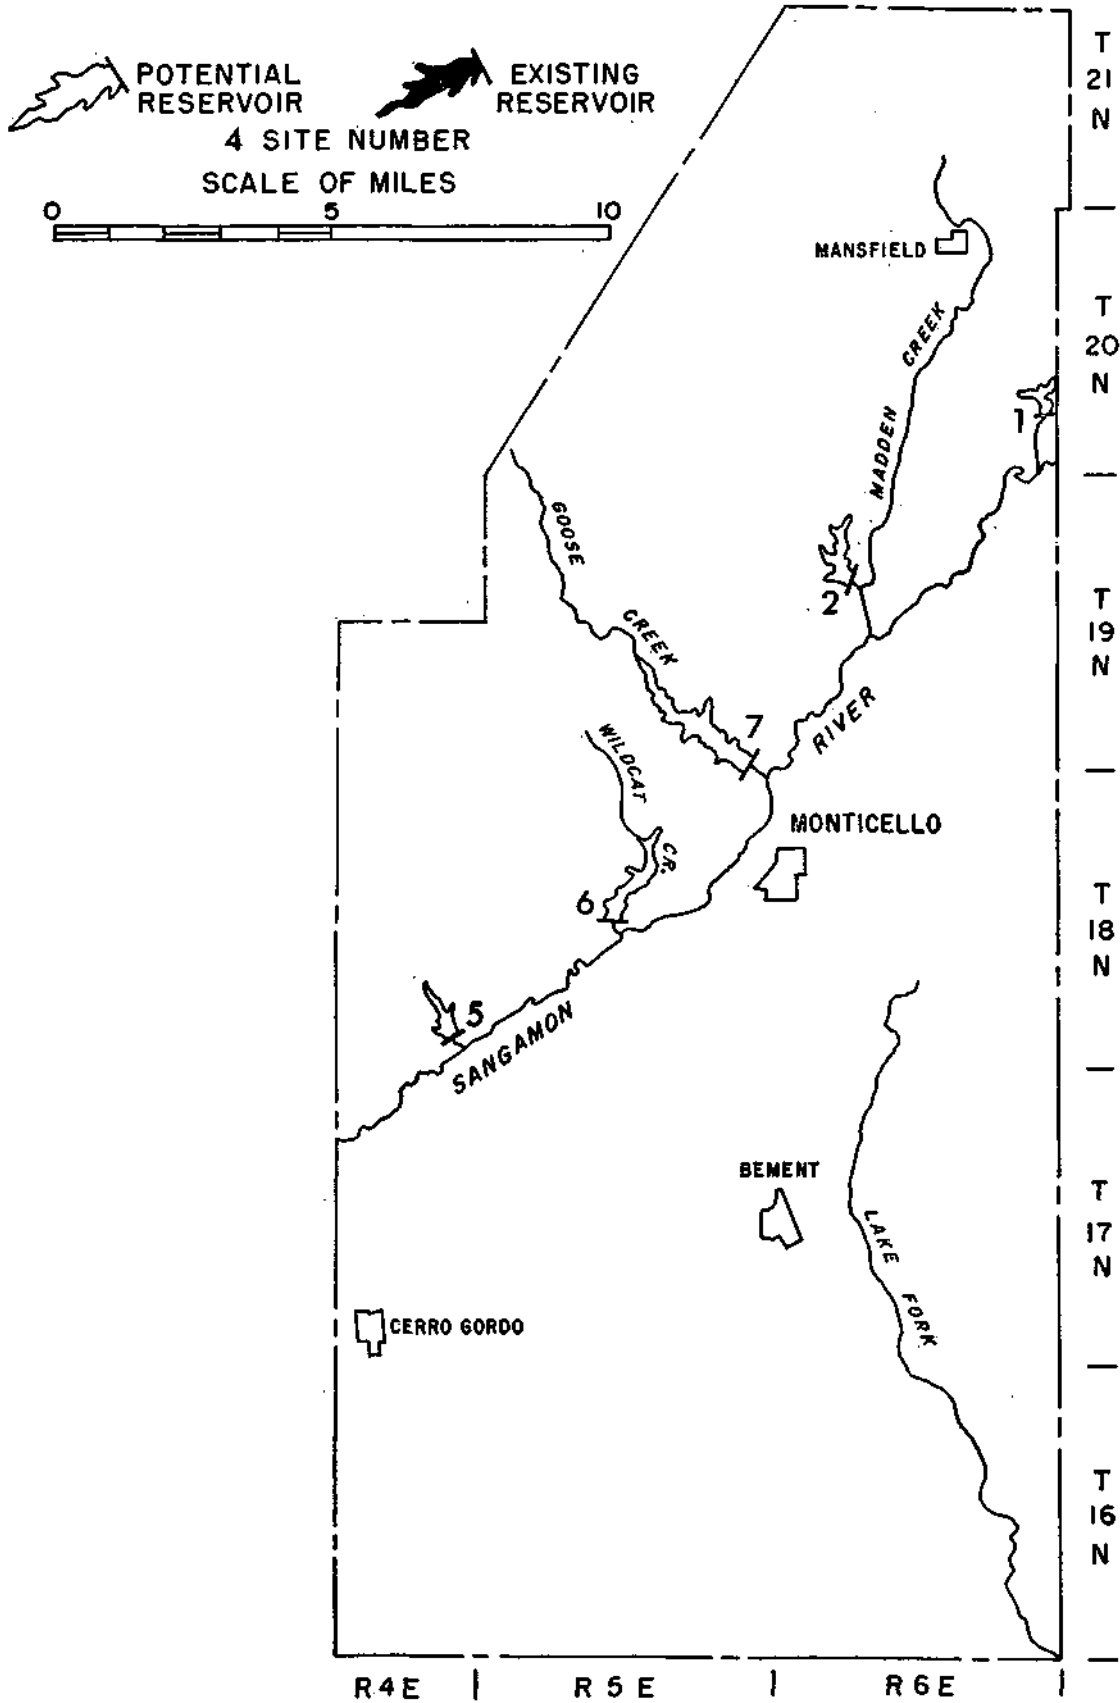 POTENTIAL
RESERVOIR
EXISTING
RESERVOIR
4 SITE NUMBER
SCALE OF MILES
0 5 10
T
21
N
MANSFIELD
T
20
N
MADDEN CREEK
1
GOOSE CREEK
2
T
19
N
7
RIVER
WILDCAT CR.
MONTICELLO
6
T
18
N
5
SANGAMON
BEMENT
T
17
N
LAKE FORK
CERRO GORDO
T
16
N
R4E R5E R6E